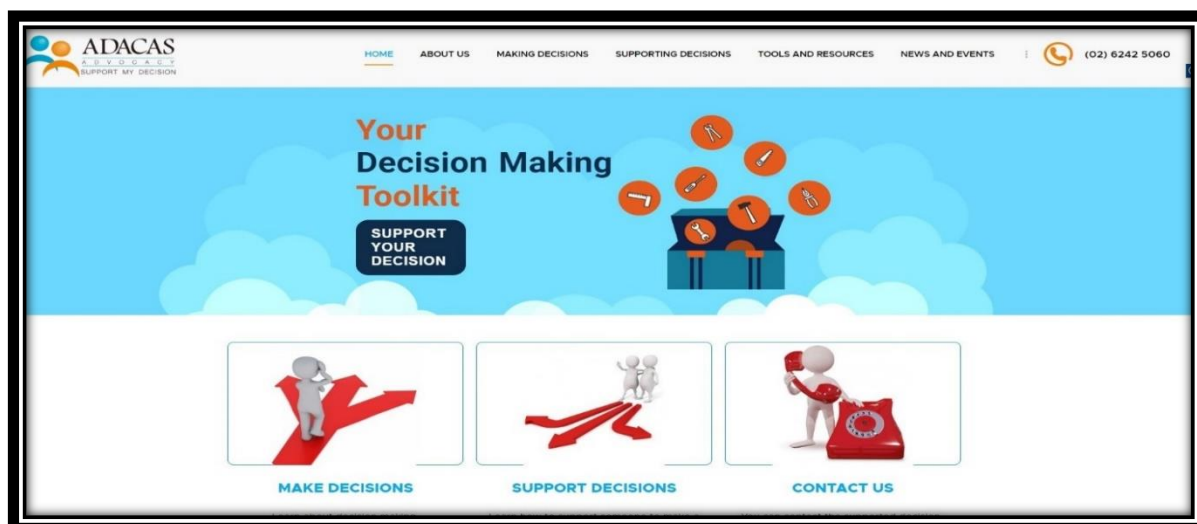 ADACAS
ADVOCACY
SUPPORT MY DECISION
HOME ABOUT US MAKING DECISIONS SUPPORTING DECISIONS TOOLS AND RESOURCES NEWS AND EVENTS (02) 6242 5060
Your
Decision Making
Toolkit
SUPPORT
YOUR
DECISION
MAKE DECISIONS SUPPORT DECISIONS CONTACT US